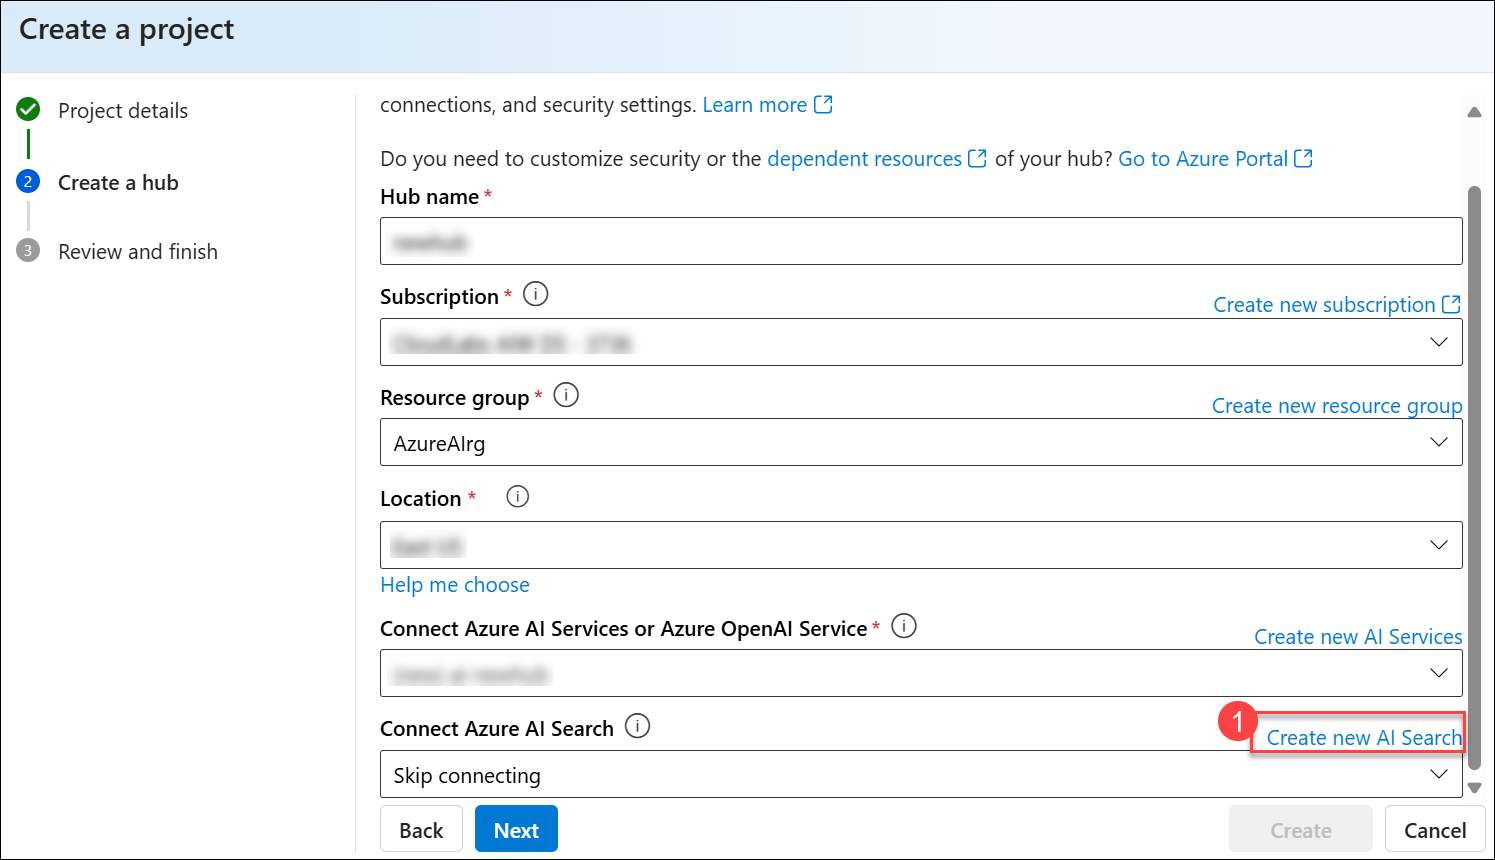 Create a project
Project details
2 Create a hub
3 Review and finish
connections, and security settings. Learn more
Do you need to customize security or the dependent resources of your hub? Go to Azure Portal
Hub name *
Subscription *
Create new subscription
Resource group *
Create new resource group
AzureAIrg
Location *
Help me choose
Connect Azure AI Services or Azure OpenAI Service *
Create new AI Services
Connect Azure AI Search
1 Create new AI Search
Skip connecting
Back Next Create Cancel